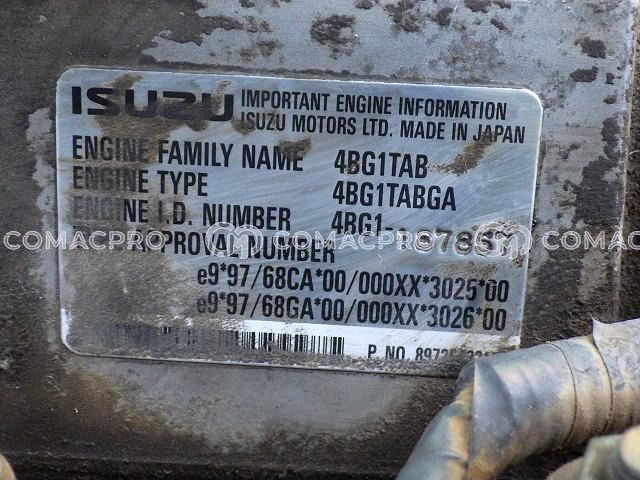 ISUZU IMPORTANT ENGINE INFORMATION
ISUZU MOTORS LTD. MADE IN JAPAN
ENGINE FAMILY NAME 4BG1TAB
ENGINE TYPE 4BG1TABGA
ENGINE I.D. NUMBER 4BG1-
APPROVAL NUMBER
COMACPRO COMACPRO COMACPRO
e9*97/68CA*00/000XX*3025*00
e9*97/68GA*00/000XX*3026*00
P. NO.